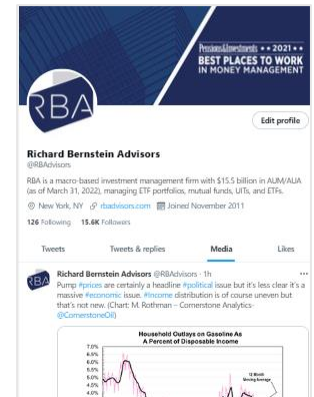 Pensions&Investments •• 2021 ••
BEST PLACES TO WORK
IN MONEY MANAGEMENT
RBA
Edit profile
Richard Bernstein Advisors
@RBAdvisors
RBA is a macro-based investment management firm with $15.5 billion in AUM/AUA
(as of March 31, 2022), managing ETF portfolios, mutual funds, UITs, and ETFs.
New York, NY rbadvisors.com Joined November 2011
126 Following 15.6K Followers
Tweets Tweets & replies Media Likes
RBA
Richard Bernstein Advisors @RBAdvisors · 1h
Pump #prices are certainly a headline #political issue but it's less clear it's a
massive #economic issue. #Income distribution is of course uneven but
that's not new. (Chart: M. Rothman – Cornerstone Analytics-
@CornerstoneOil)
Household Outlays on Gasoline As
A Percent of Disposable Income
7.0%
6.5%
6.0%
5.5%
5.0%
4.5%
4.0%
12 Month
Moving Average